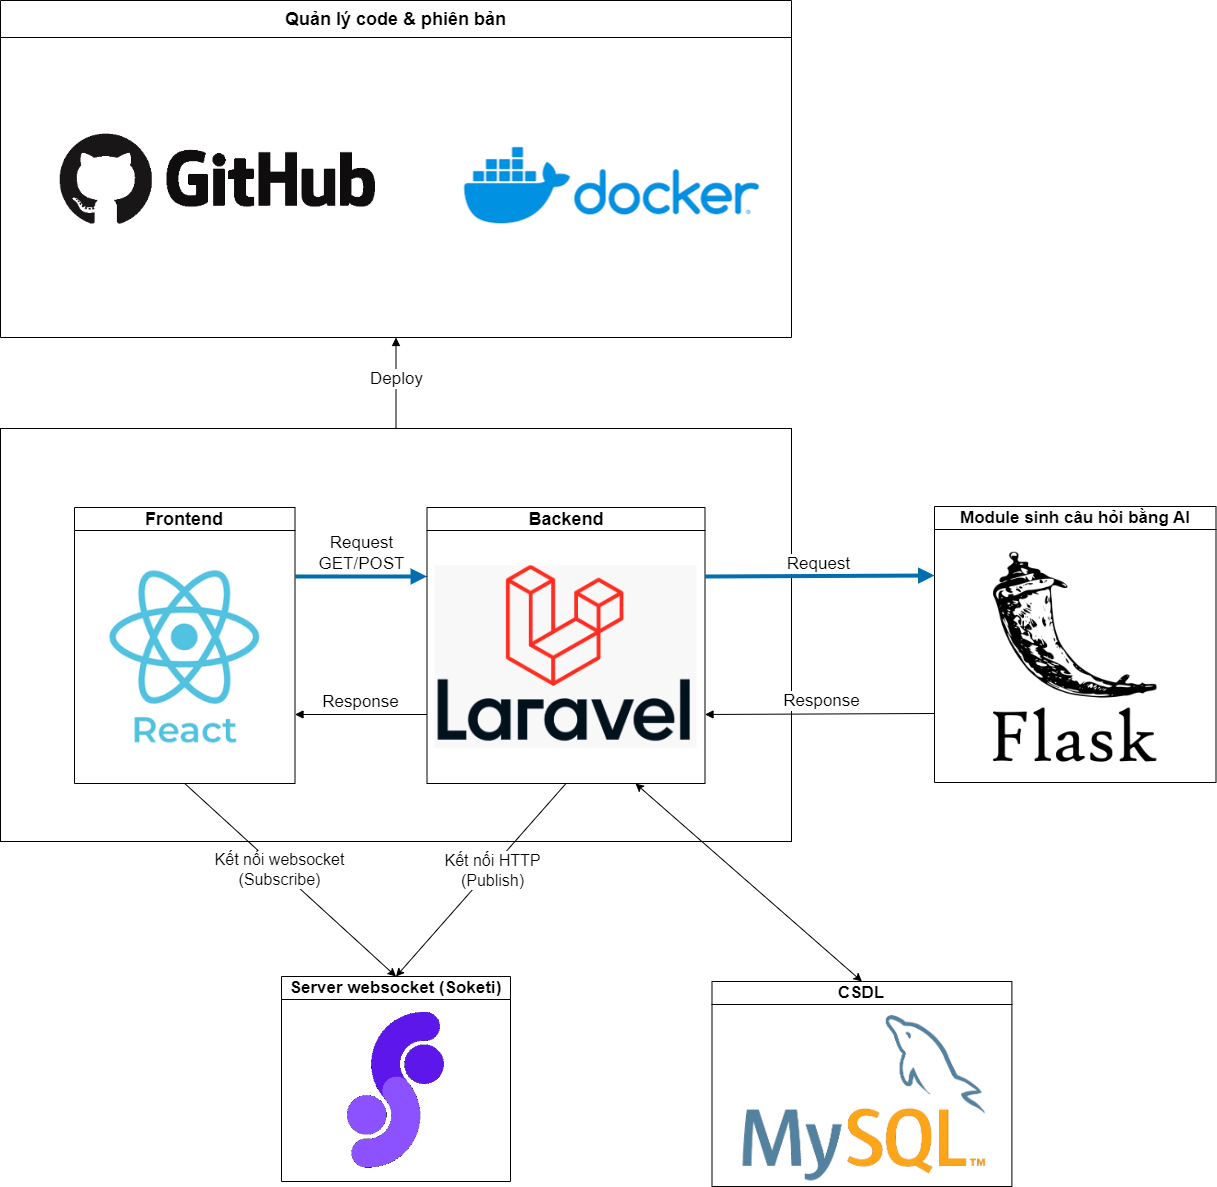 Quản lý code & phiên bản
GitHub
docker
Deploy
Frontend
Backend
Module sinh câu hỏi bằng AI
Request
GET/POST
Request
React
Laravel
Flask
Response
Response
Kết nối websocket
(Subscribe)
Kết nối HTTP
(Publish)
Server websocket (Soketi)
CSDL
MySQL™